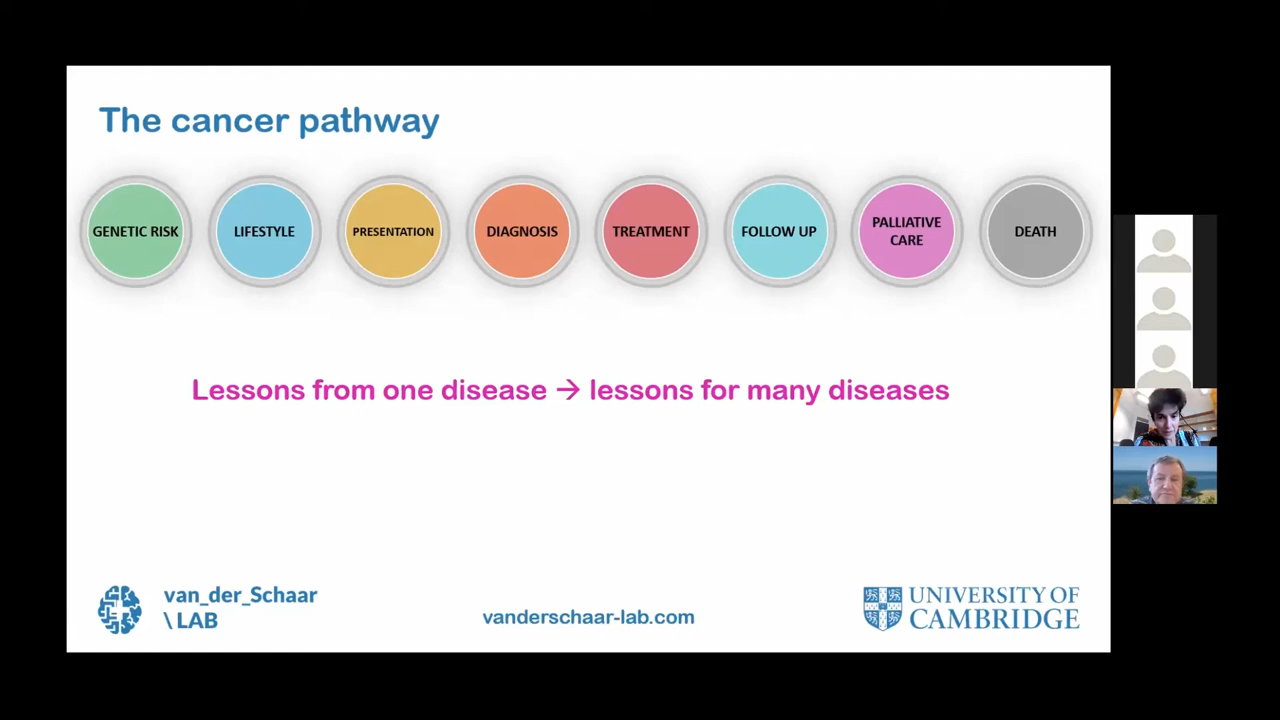 The cancer pathway
GENETIC RISK
LIFESTYLE
PRESENTATION
DIAGNOSIS
TREATMENT
FOLLOW UP
PALLIATIVE
CARE
DEATH
Lessons from one disease → lessons for many diseases
van_der_Schaar
\ LAB
vanderschaar-lab.com
UNIVERSITY OF
CAMBRIDGE